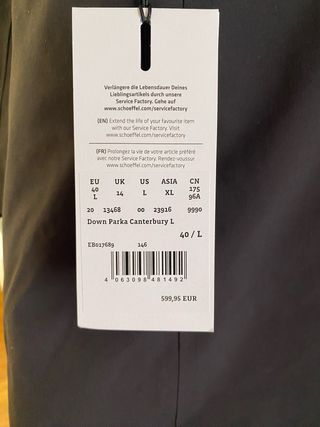 Verlängere die Lebensdauer Deines
Lieblingsartikels durch unsere
Service Factory. Gehe auf
www.schoeffel.com/servicefactory
(EN) Extend the life of your favourite item
with our Service Factory. Visit
www.schoeffel.com/servicefactory
(FR) Prolongez la vie de votre article préféré
avec notre Service Factory. Rendez-vous sur
www.schoeffel.com/servicefactory
EU UK US ASIA CN
40 L 14 L XL 175 96A
20 13468 00 23916 9990
Down Parka Canterbury L
40 / L
EB017689 146
4 063098 481492
599,95 EUR